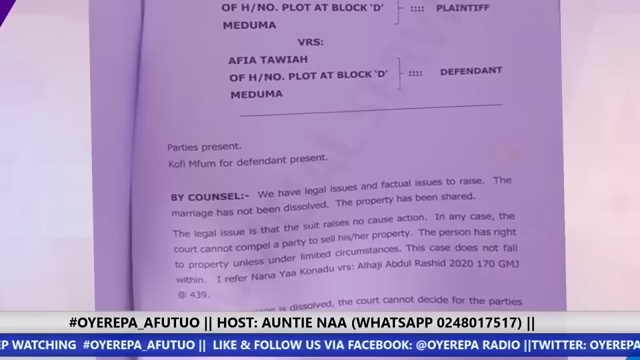 OF H/NO. PLOT AT BLOCK 'D' :::: PLAINTIFF
MEDUMA
VRS:
AFIA TAWIAH
OF H/NO. PLOT AT BLOCK 'D' :::: DEFENDANT
MEDUMA
Parties present.
Kofi Mfum for defendant present.
BY COUNSEL:- We have legal issues and factual issues to raise. The
marriage has not been dissolved. The property has been shared.
The legal issue is that the suit raises no cause action. In any case, the
court cannot compel a party to sell his/her property. The person has right
to property unless under limited circumstances. This case does not fall
within. I refer Nana Yaa Konadu vrs: Alhaji Abdul Rashid 2020 170 GMJ
@ 439.
is dissolved, the court cannot decide for the parties
#OYEREPA_AFUTUO || HOST: AUNTIE NAA (WHATSAPP 0248017517) ||
EP WATCHING #OYEREPA_AFUTUO || LIKE & FOLLOW US VIA FACEBOOK: @OYEREPA RADIO ||TWITTER: OYEREPA